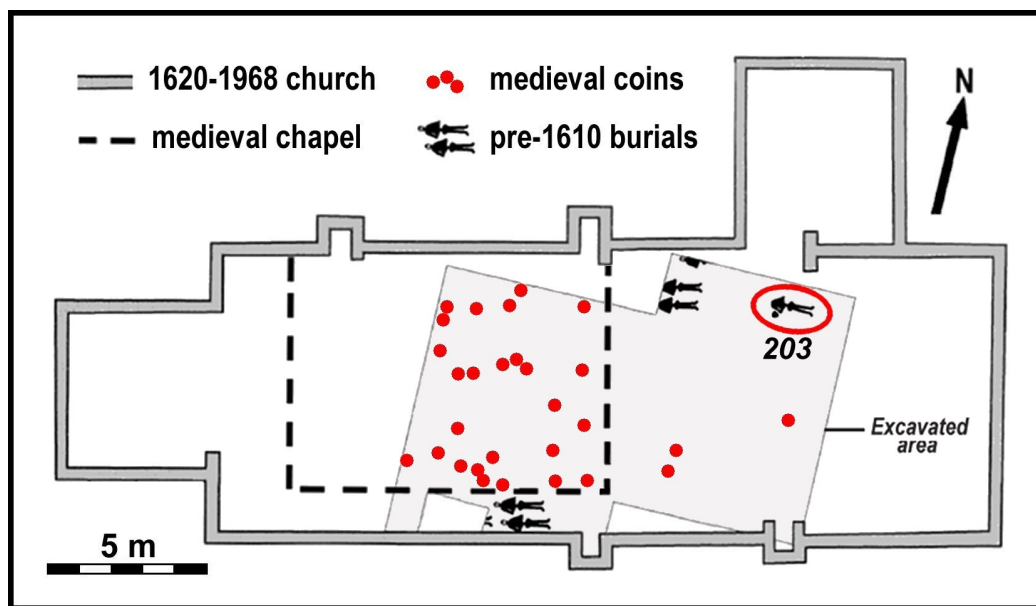 1620-1968 church
medieval coins
medieval chapel
pre-1610 burials
N
203
Excavated
area
5 m